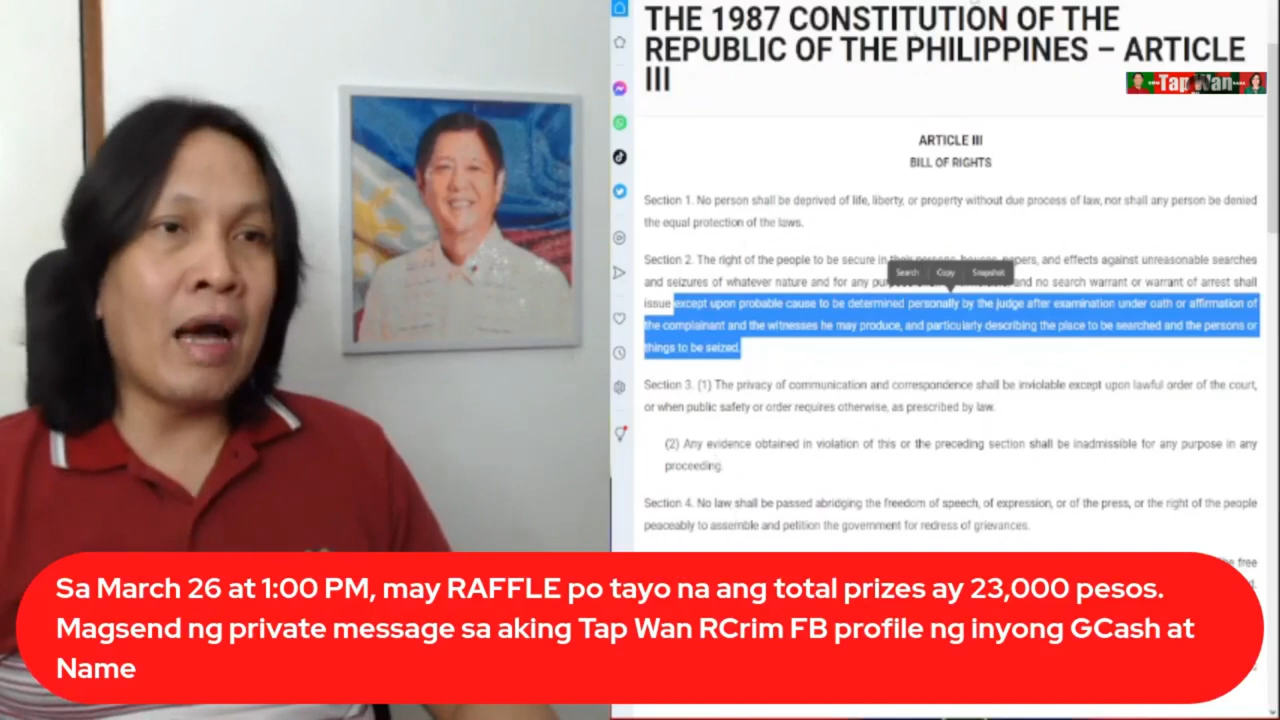 THE 1987 CONSTITUTION OF THE
REPUBLIC OF THE PHILIPPINES – ARTICLE
III
Tap Wan
ARTICLE III
BILL OF RIGHTS
Section 1. No person shall be deprived of life, liberty, or property without due process of law, nor shall any person be denied
the equal protection of the laws.
Section 2. The right of the people to be secure in their persons, houses, papers, and effects against unreasonable searches
Search Copy Snapshot
and seizures of whatever nature and for any and no search warrant or warrant of arrest shall
issue except upon probable cause to be determined personally by the judge after examination under oath or affirmation of
the complainant and the witnesses he may produce, and particularly describing the place to be searched and the persons or
things to be seized.
Section 3. (1) The privacy of communication and correspondence shall be inviolable except upon lawful order of the court,
or when public safety or order requires otherwise, as prescribed by law.
(2) Any evidence obtained in violation of this or the preceding section shall be inadmissible for any purpose in any
proceeding.
Section 4. No law shall be passed abridging the freedom of speech, of expression, or of the press, or the right of the people
peaceably to assemble and petition the government for redress of grievances.
free
Sa March 26 at 1:00 PM, may RAFFLE po tayo na ang total prizes ay 23,000 pesos.
Magsend ng private message sa aking Tap Wan RCrim FB profile ng inyong GCash at
Name